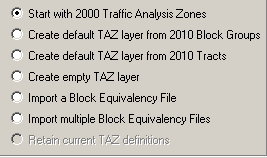 Start with 2000 Traffic Analysis Zones
Create default TAZ layer from 2010 Block Groups
Create default TAZ layer from 2010 Tracts
Create empty TAZ layer
Import a Block Equivalency File
Import multiple Block Equivalency Files
Retain current TAZ definitions